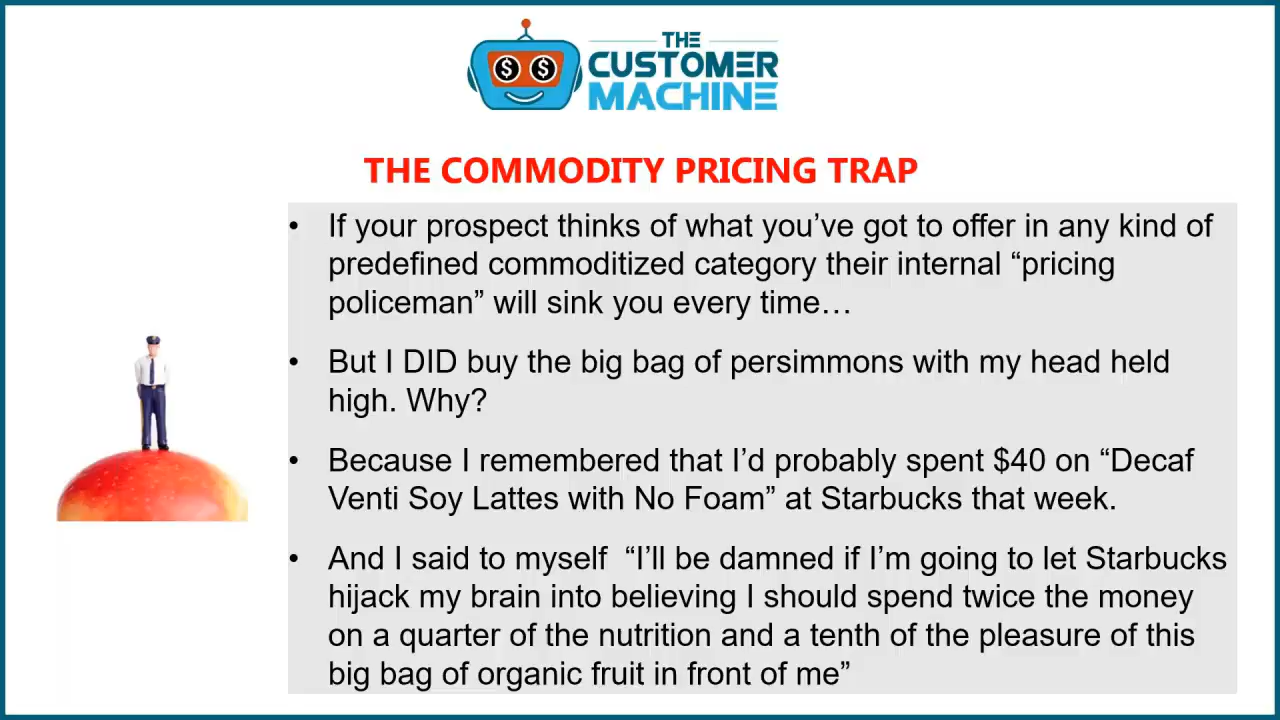 THE
CUSTOMER
MACHINE
$ $
THE COMMODITY PRICING TRAP
• If your prospect thinks of what you’ve got to offer in any kind of
predefined commoditized category their internal “pricing
policeman” will sink you every time…
• But I DID buy the big bag of persimmons with my head held
high. Why?
• Because I remembered that I’d probably spent $40 on “Decaf
Venti Soy Lattes with No Foam” at Starbucks that week.
• And I said to myself  “I’ll be damned if I’m going to let Starbucks
hijack my brain into believing I should spend twice the money
on a quarter of the nutrition and a tenth of the pleasure of this
big bag of organic fruit in front of me”